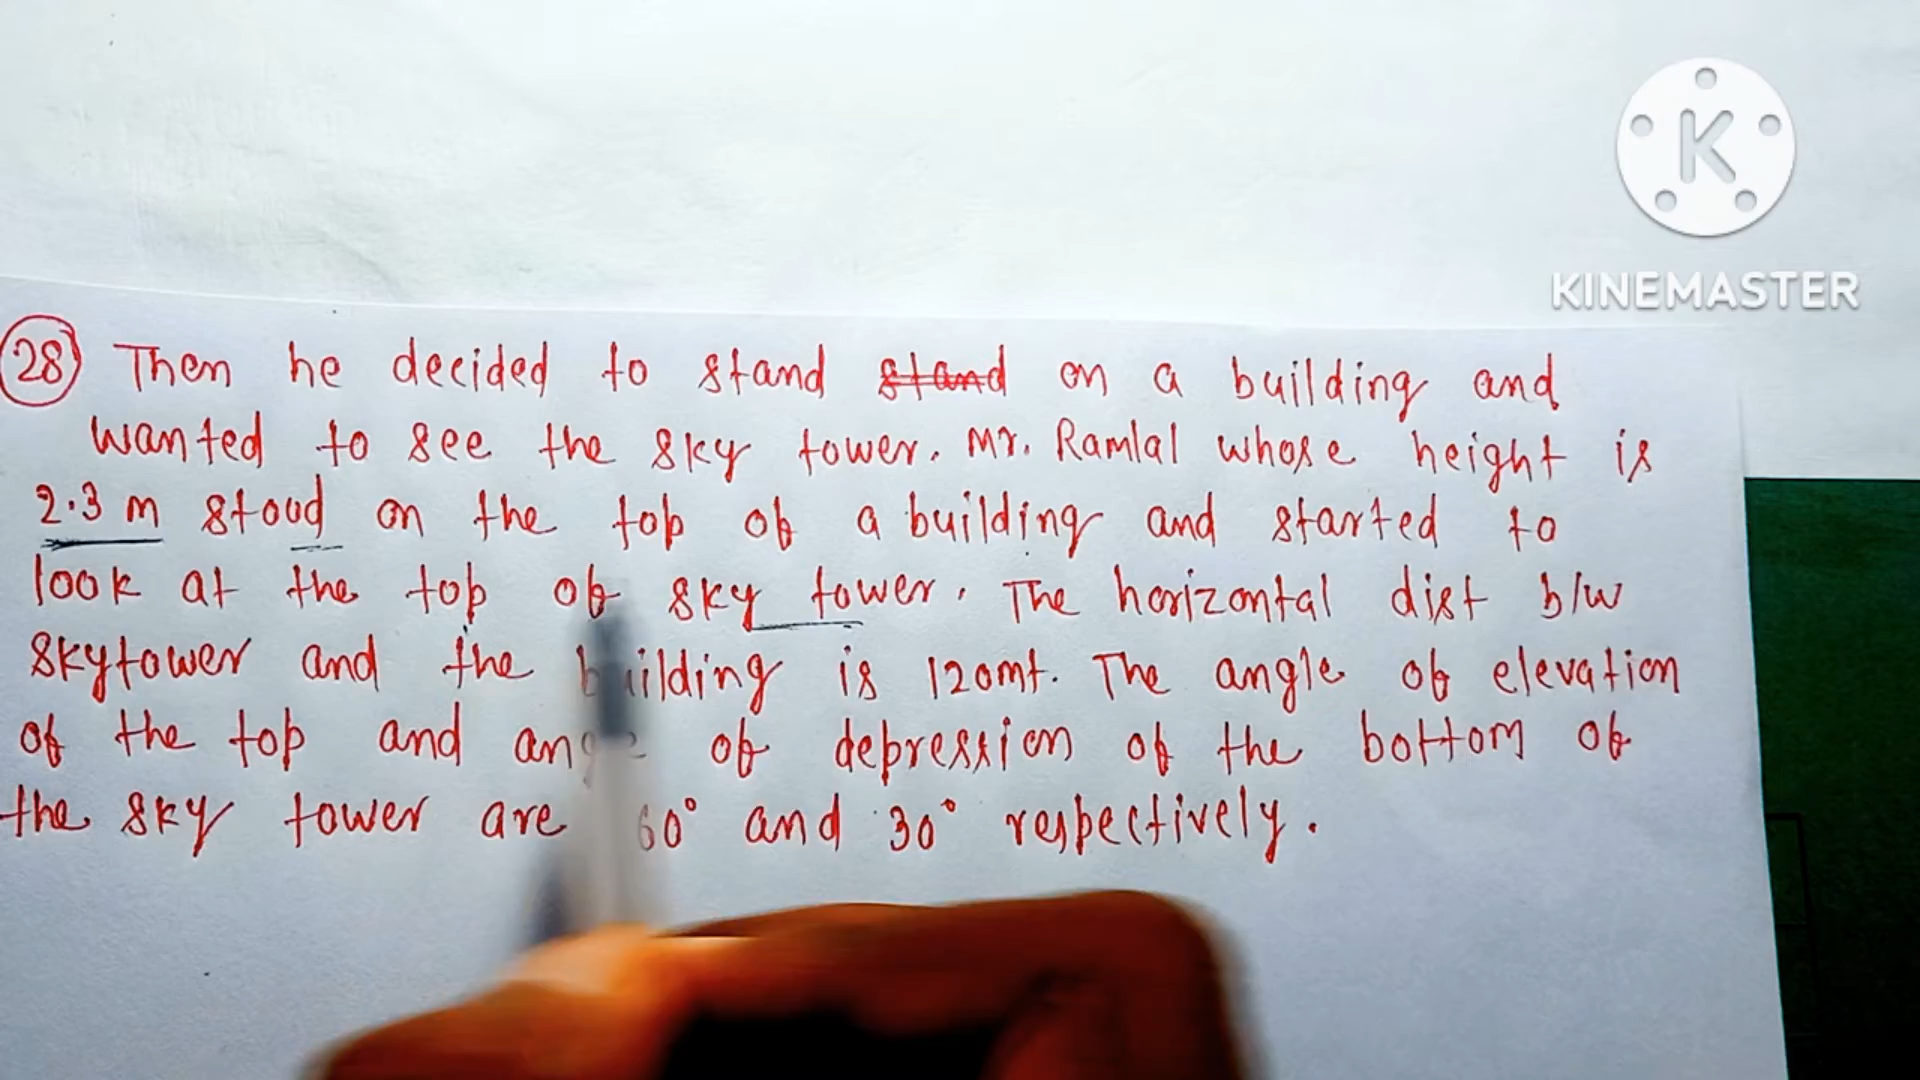 KINEMASTER
28 Then he decided to stand stand on a building and
wanted to see the sky tower. Mr. Ramlal whose height is
2.3 m stood on the top of a building and started to
look at the top of sky tower. The horizontal dist b/w
skytower and the building is 120mt. The angle of elevation
of the top and angle of depression of the bottom of
the sky tower are 60° and 30° respectively.